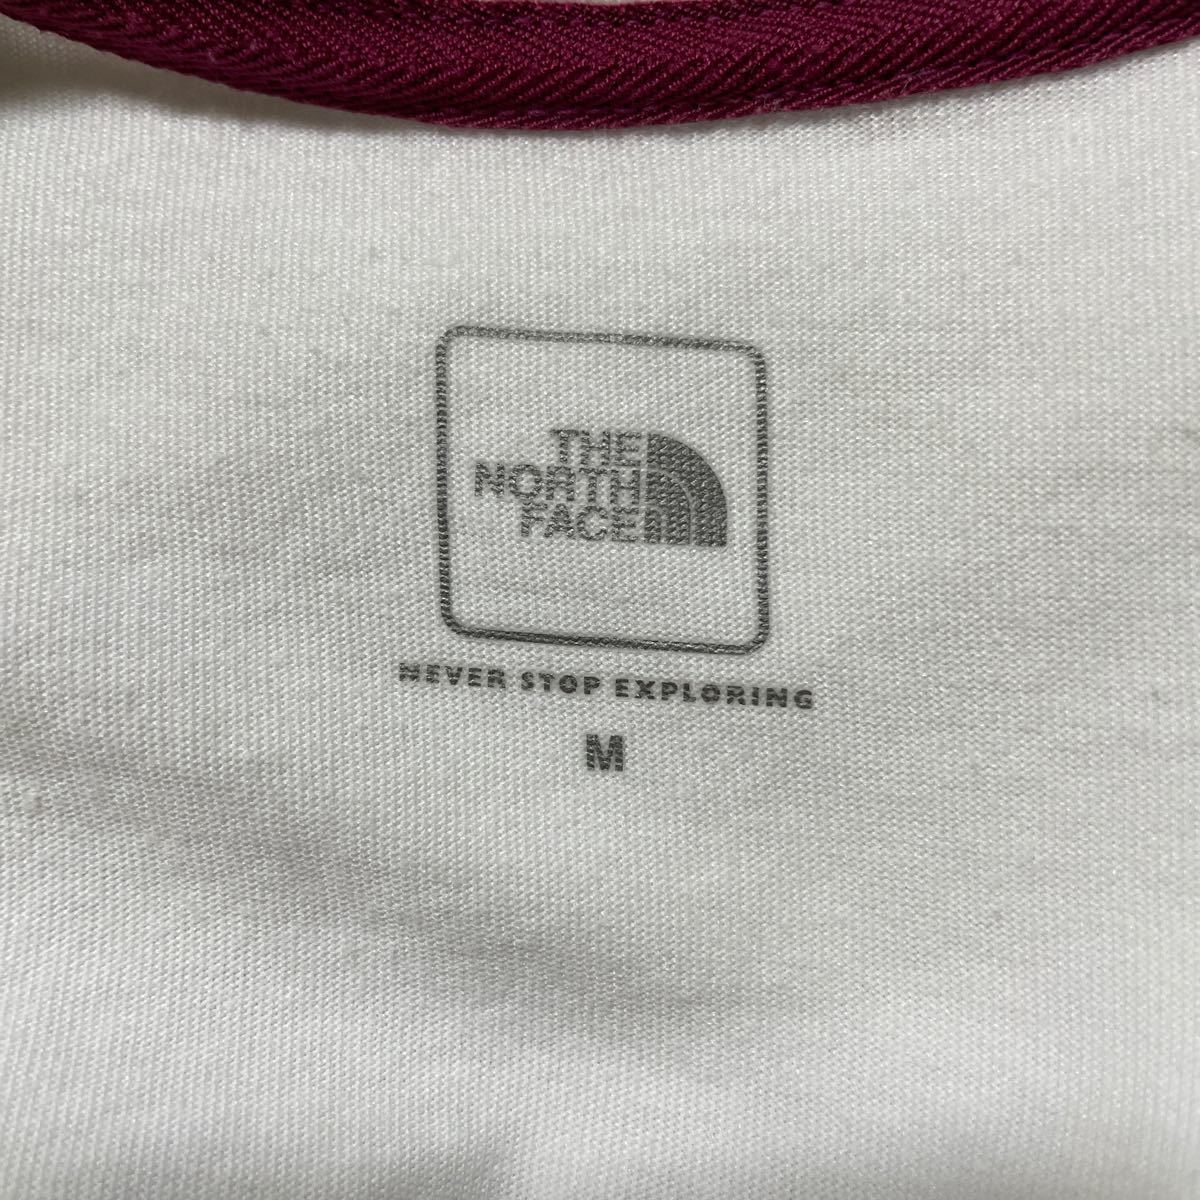 THE
NORTH
FACE
NEVER STOP EXPLORING
M